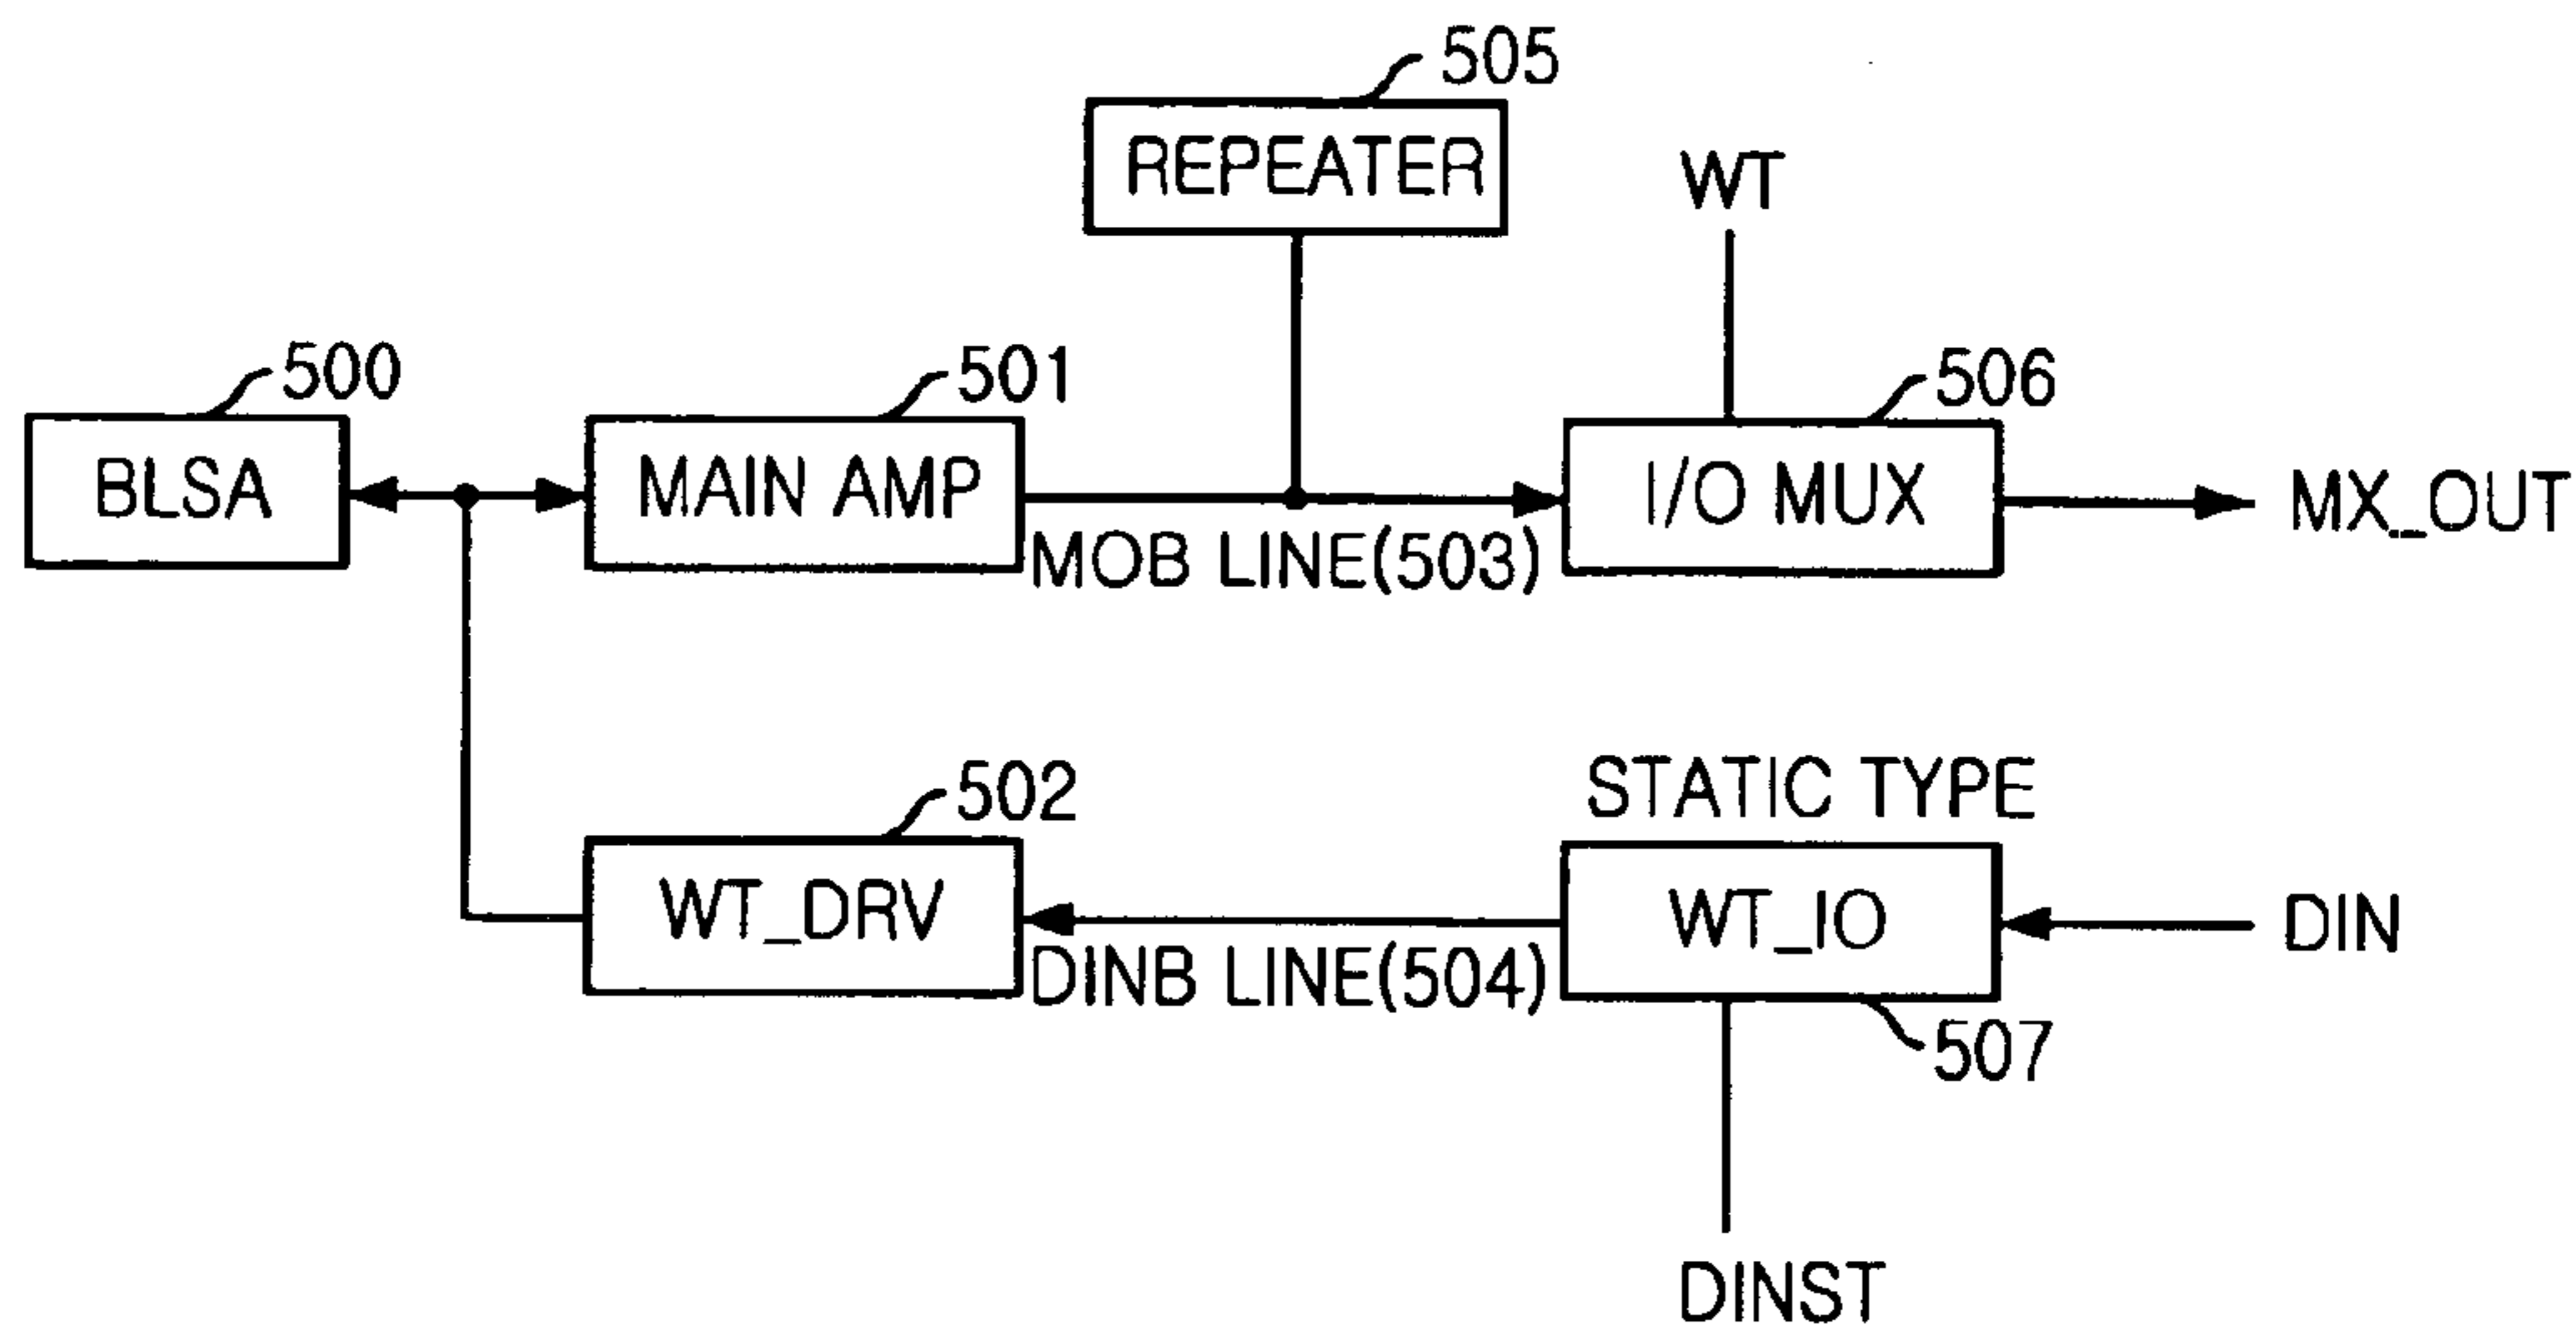 505
REPEATER
WT
500
501
506
BLSA
MAIN AMP
I/O MUX
MX_OUT
MOB LINE(503)
502
STATIC TYPE
WT_DRV
WT_IO
DIN
DINB LINE(504)
507
DINST